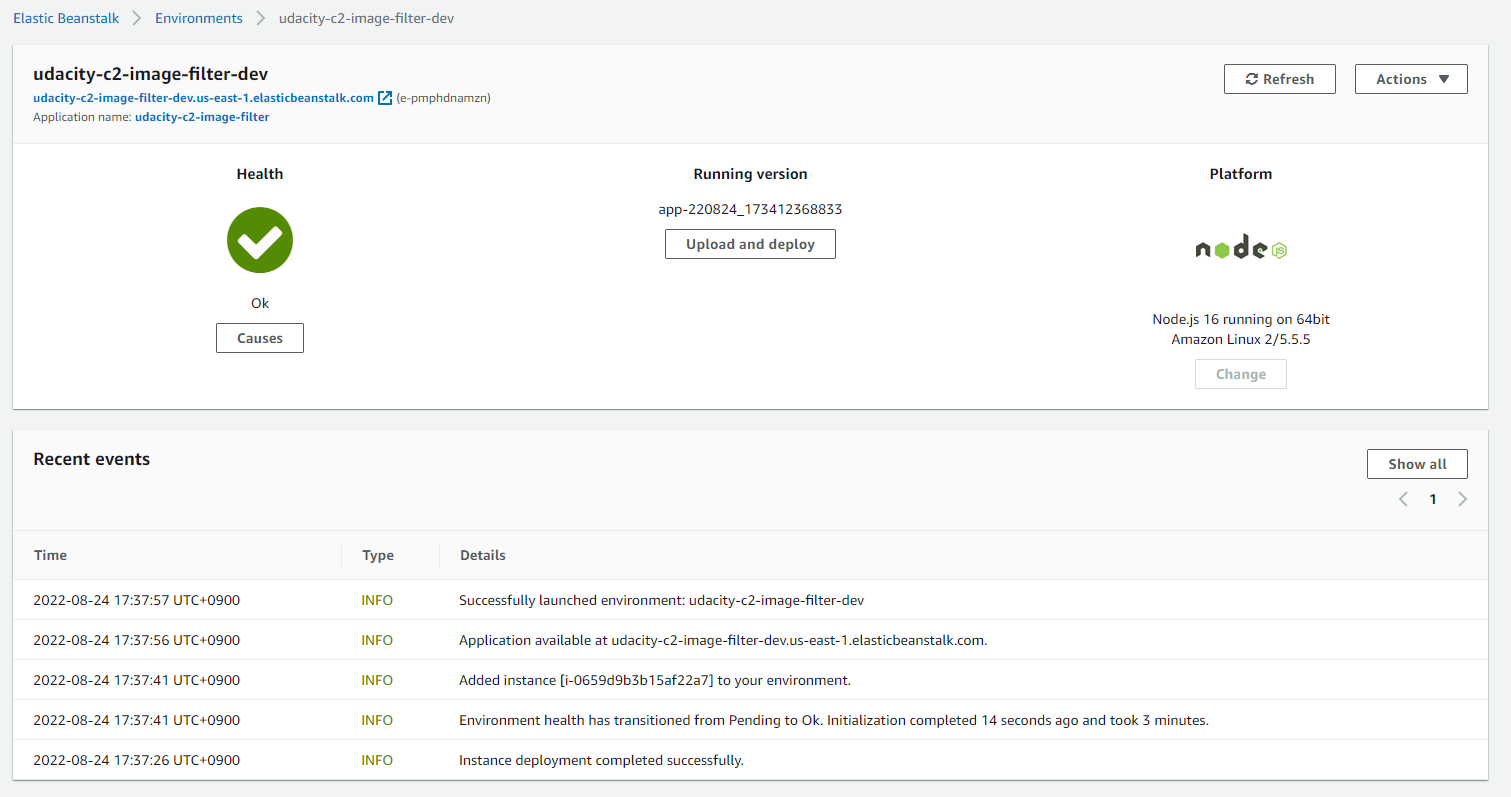 Elastic Beanstalk > Environments > udacity-c2-image-filter-dev
udacity-c2-image-filter-dev
Refresh
Actions
udacity-c2-image-filter-dev.us-east-1.elasticbeanstalk.com (e-pmphdnamzn)
Application name: udacity-c2-image-filter
Health
Ok
Causes
Running version
app-220824_173412368833
Upload and deploy
Platform
node JS
Node.js 16 running on 64bit
Amazon Linux 2/5.5.5
Change
Recent events
Show all
1
Time Type Details
2022-08-24 17:37:57 UTC+0900 INFO Successfully launched environment: udacity-c2-image-filter-dev
2022-08-24 17:37:56 UTC+0900 INFO Application available at udacity-c2-image-filter-dev.us-east-1.elasticbeanstalk.com.
2022-08-24 17:37:41 UTC+0900 INFO Added instance [i-0659d9b3b15af22a7] to your environment.
2022-08-24 17:37:41 UTC+0900 INFO Environment health has transitioned from Pending to Ok. Initialization completed 14 seconds ago and took 3 minutes.
2022-08-24 17:37:26 UTC+0900 INFO Instance deployment completed successfully.